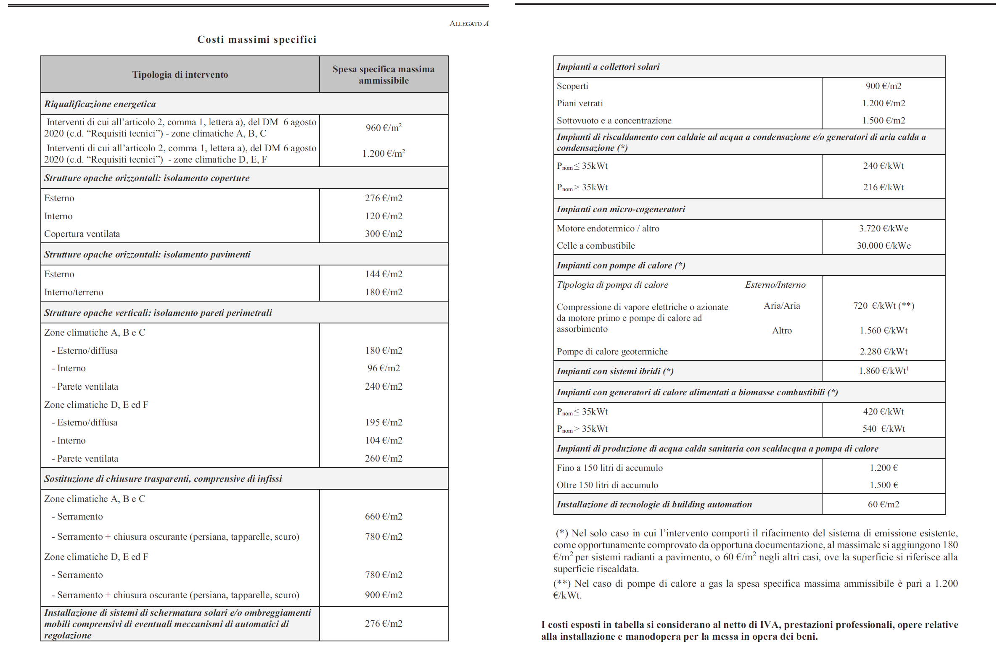 ALLEGATO A
Costi massimi specifici
Tipologia di intervento
Spesa specifica massima
ammissibile
Riqualificazione energetica
Interventi di cui all’articolo 2, comma 1, lettera a), del DM 6 agosto
2020 (c.d. “Requisiti tecnici”) - zone climatiche A, B, C
960 €/m²
Interventi di cui all’articolo 2, comma 1, lettera a), del DM 6 agosto
2020 (c.d. “Requisiti tecnici”) - zone climatiche D, E, F
1.200 €/m²
Strutture opache orizzontali: isolamento coperture
Esterno 276 €/m2
Interno 120 €/m2
Copertura ventilata 300 €/m2
Strutture opache orizzontali: isolamento pavimenti
Esterno 144 €/m2
Interno/terreno 180 €/m2
Strutture opache verticali: isolamento pareti perimetrali
Zone climatiche A, B e C
- Esterno/diffusa 180 €/m2
- Interno 96 €/m2
- Parete ventilata 240 €/m2
Zone climatiche D, E ed F
- Esterno/diffusa 195 €/m2
- Interno 104 €/m2
- Parete ventilata 260 €/m2
Sostituzione di chiusure trasparenti, comprensive di infissi
Zone climatiche A, B e C
- Serramento 660 €/m2
- Serramento + chiusura oscurante (persiana, tapparelle, scuro) 780 €/m2
Zone climatiche D, E ed F
- Serramento 780 €/m2
- Serramento + chiusura oscurante (persiana, tapparelle, scuro) 900 €/m2
Installazione di sistemi di schermatura solari e/o ombreggiamenti
mobili comprensivi di eventuali meccanismi di automatici di
regolazione
276 €/m2
Impianti a collettori solari
Scoperti 900 €/m2
Piani vetrati 1.200 €/m2
Sottovuoto e a concentrazione 1.500 €/m2
Impianti di riscaldamento con caldaie ad acqua a condensazione e/o generatori di aria calda a
condensazione (*)
Pnom ≤ 35kWt 240 €/kWt
Pnom > 35kWt 216 €/kWt
Impianti con micro-cogeneratori
Motore endotermico / altro 3.720 €/kWe
Celle a combustibile 30.000 €/kWe
Impianti con pompe di calore (*)
Tipologia di pompa di calore Esterno/Interno
Compressione di vapore elettriche o azionate
da motore primo e pompe di calore ad
assorbimento
Aria/Aria 720 €/kWt (**)
Altro 1.560 €/kWt
Pompe di calore geotermiche 2.280 €/kWt
Impianti con sistemi ibridi (*) 1.860 €/kWt¹
Impianti con generatori di calore alimentati a biomasse combustibili (*)
Pnom ≤ 35kWt 420 €/kWt
Pnom > 35kWt 540 €/kWt
Impianti di produzione di acqua calda sanitaria con scaldacqua a pompa di calore
Fino a 150 litri di accumulo 1.200 €
Oltre 150 litri di accumulo 1.500 €
Installazione di tecnologie di building automation 60 €/m2
(*) Nel solo caso in cui l’intervento comporti il rifacimento del sistema di emissione esistente,
come opportunamente comprovato da opportuna documentazione, al massimale si aggiungono 180
€/m² per sistemi radianti a pavimento, o 60 €/m² negli altri casi, ove la superficie si riferisce alla
superficie riscaldata.
(**) Nel caso di pompe di calore a gas la spesa specifica massima ammissibile è pari a 1.200
€/kWt.
I costi esposti in tabella si considerano al netto di IVA, prestazioni professionali, opere relative
alla installazione e manodopera per la messa in opera dei beni.